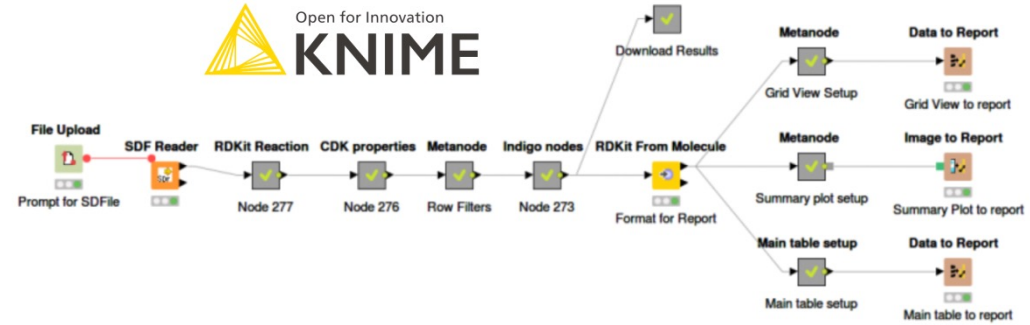 Open for Innovation
KNIME
Download Results
Metanode
Grid View Setup
Data to Report
Grid View to report
File Upload
Prompt for SDFile
SDF Reader
SDF
RDKit Reaction
Node 277
CDK properties
Node 276
Metanode
Row Filters
Indigo nodes
Node 273
RDKit From Molecule
Format for Report
Metanode
Summary plot setup
Image to Report
Summary Plot to report
Main table setup
Main table setup
Data to Report
Main table to report